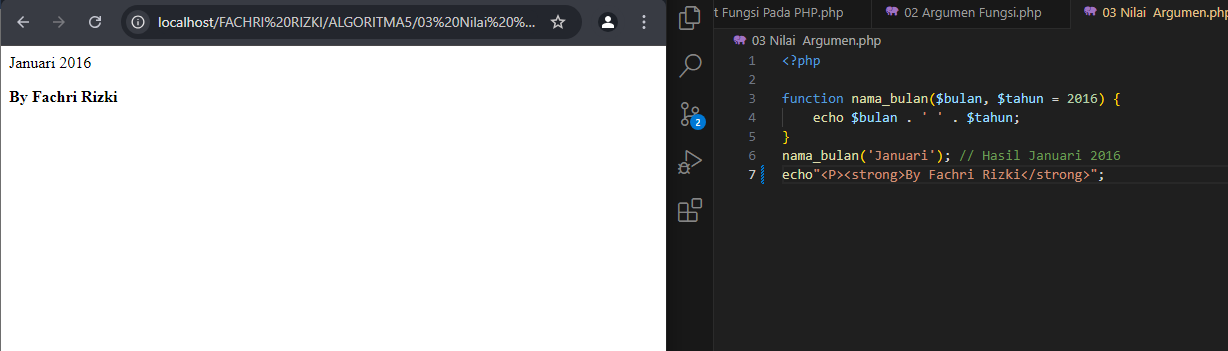 localhost/FACHRI%20RIZKI/ALGORITMA5/03%20Nilai%20%...
Januari 2016
By Fachri Rizki
t Fungsi Pada PHP.php
02 Argumen Fungsi.php
03 Nilai  Argumen.php
03 Nilai  Argumen.php
2
1 <?php
2
3 function nama_bulan($bulan, $tahun = 2016) {
4     echo $bulan . ' ' . $tahun;
5 }
6 nama_bulan('Januari'); // Hasil Januari 2016
7 echo"<P><strong>By Fachri Rizki</strong>";